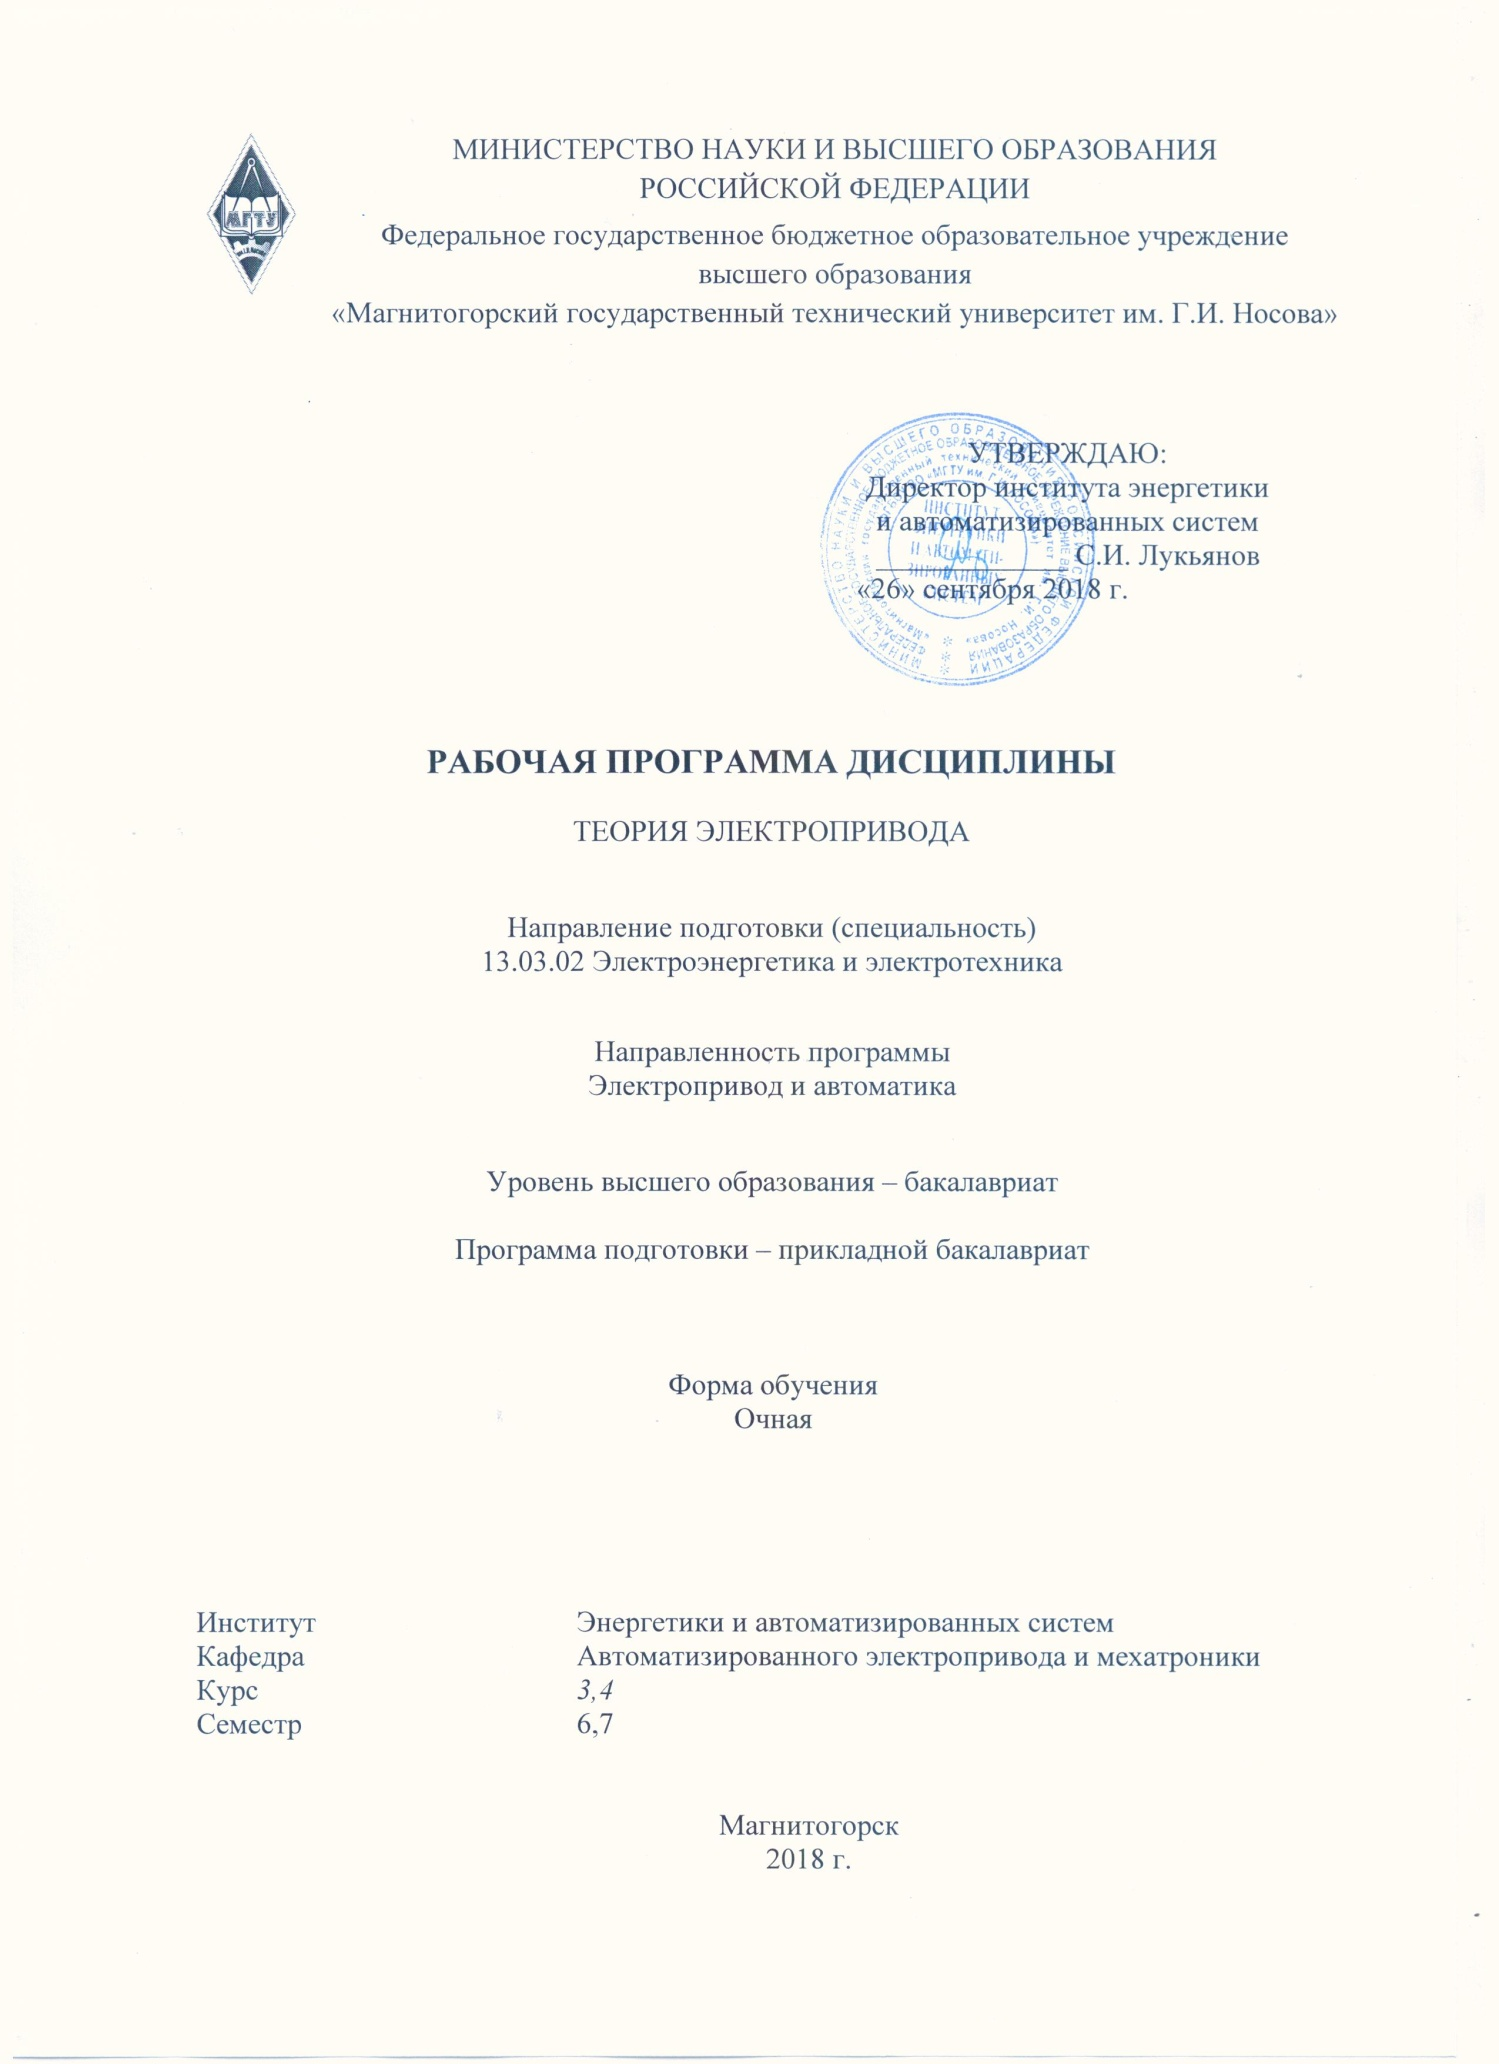 МИНИСТЕРСТВО НАУКИ И ВЫСШЕГО ОБРАЗОВАНИЯ
РОССИЙСКОЙ ФЕДЕРАЦИИ
МГТУ
Федеральное государственное бюджетное образовательное учреждение
высшего образования
«Магнитогорский государственный технический университет им. Г.И. Носова»
УТВЕРЖДАЮ:
Директор института энергетики
и автоматизированных систем
С.И. Лукьянов
«26» сентября 2018 г.
РАБОЧАЯ ПРОГРАММА ДИСЦИПЛИНЫ
ТЕОРИЯ ЭЛЕКТРОПРИВОДА
Направление подготовки (специальность)
13.03.02 Электроэнергетика и электротехника
Направленность программы
Электропривод и автоматика
Уровень высшего образования – бакалавриат
Программа подготовки – прикладной бакалавриат
Форма обучения
Очная
Институт Энергетики и автоматизированных систем
Кафедра Автоматизированного электропривода и мехатроники
Курс 3,4
Семестр 6,7
Магнитогорск
2018 г.